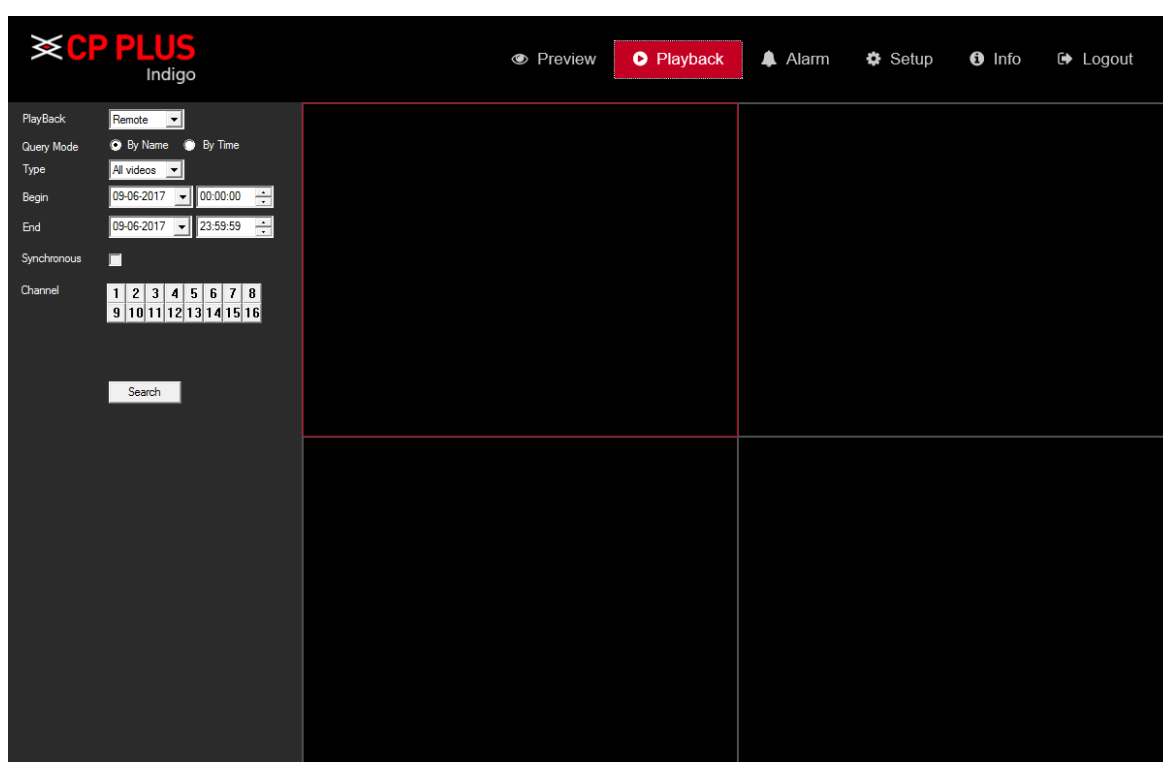 CP PLUS
Indigo
Preview Playback Alarm Setup Info Logout
PlayBack Remote
Query Mode By Name By Time
Type All videos
Begin 09-06-2017 00:00:00
End 09-06-2017 23:59:59
Synchronous
Channel 1 2 3 4 5 6 7 8
9 10 11 12 13 14 15 16
Search